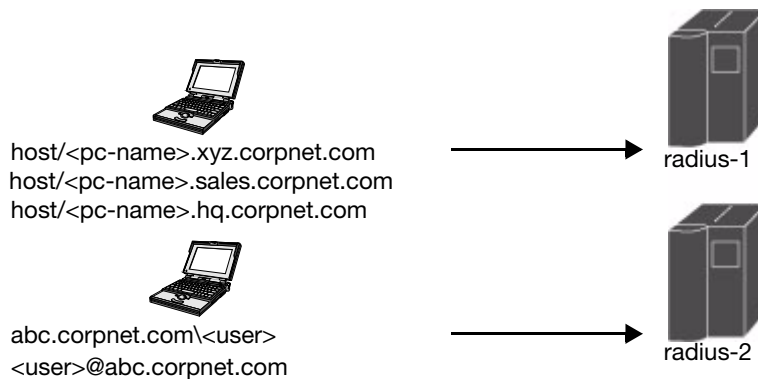 host/<pc-name>.xyz.corpnet.com
host/<pc-name>.sales.corpnet.com
host/<pc-name>.hq.corpnet.com
radius-1
abc.corpnet.com\<user>
<user>@abc.corpnet.com
radius-2